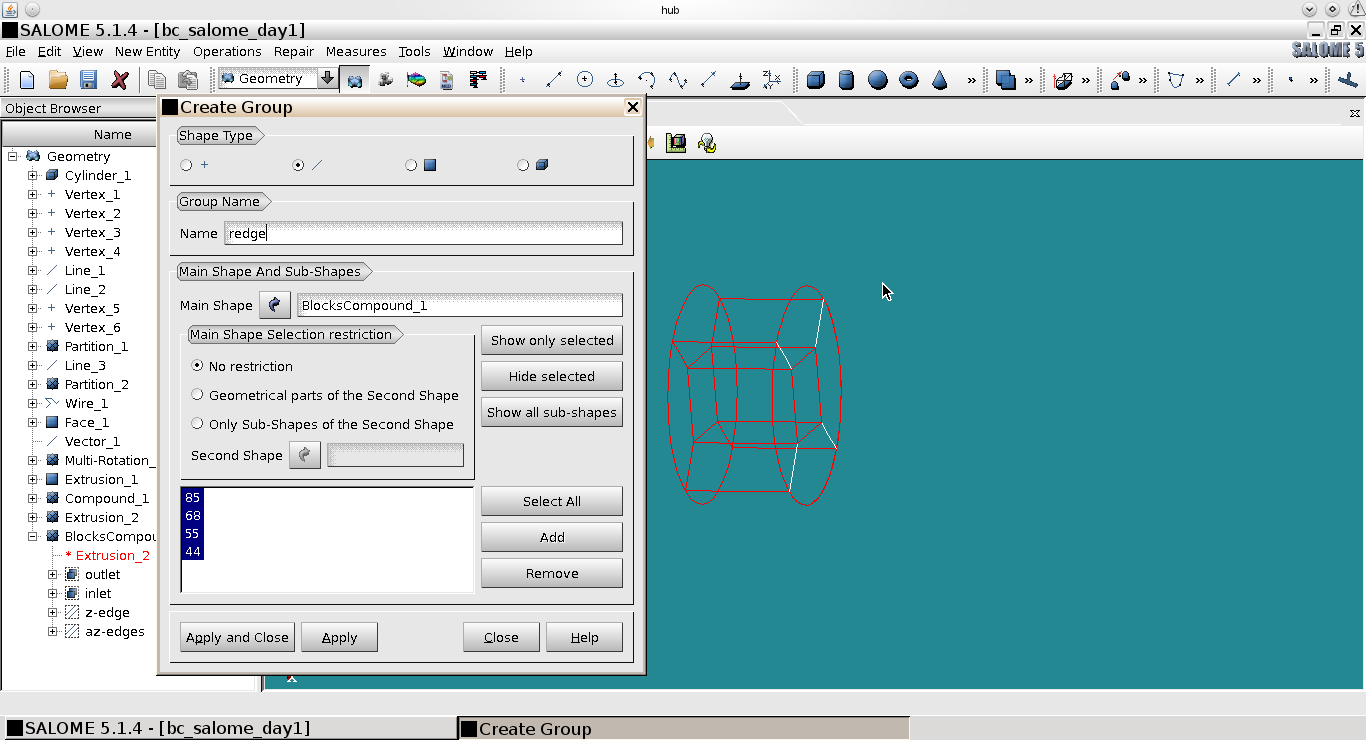 hub
SALOME 5.1.4 - [bc_salome_day1]
File Edit View New Entity Operations Repair Measures Tools Window Help
SALOME 5
Geometry
Object Browser
Name
Geometry
Cylinder_1
Vertex_1
Vertex_2
Vertex_3
Vertex_4
Line_1
Line_2
Vertex_5
Vertex_6
Partition_1
Line_3
Partition_2
Wire_1
Face_1
Vector_1
Multi-Rotation_
Extrusion_1
Compound_1
Extrusion_2
BlocksCompou
* Extrusion_2
outlet
inlet
z-edge
az-edges
Create Group
Shape Type
Group Name
Name redge
Main Shape And Sub-Shapes
Main Shape BlocksCompound_1
Main Shape Selection restriction
No restriction
Geometrical parts of the Second Shape
Only Sub-Shapes of the Second Shape
Second Shape
Show only selected
Hide selected
Show all sub-shapes
85
68
55
44
Select All
Add
Remove
Apply and Close Apply Close Help
X
SALOME 5.1.4 - [bc_salome_day1] Create Group